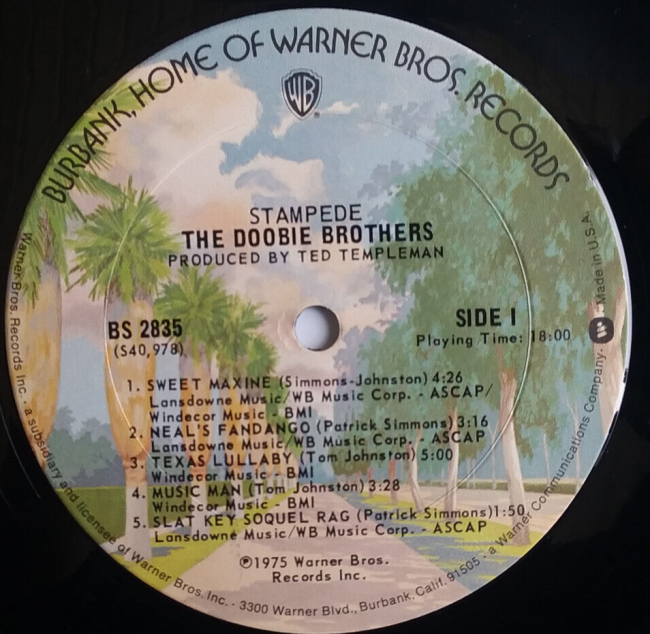 BURBANK, HOME OF WARNER BROS. RECORDS
WB
STAMPEDE
THE DOOBIE BROTHERS
PRODUCED BY TED TEMPLEMAN
BS 2835
(S40,978)
SIDE I
Playing Time: 18:00
1. SWEET MAXINE (Simmons-Johnston) 4:26
Lansdowne Music/WB Music Corp. - ASCAP/
Windecor Music - BMI
2. NEAL'S FANDANGO (Patrick Simmons) 3:16
Lansdowne Music/WB Music Corp. - ASCAP
3. TEXAS LULLABY (Tom Johnston) 5:00
Windecor Music - BMI
4. MUSIC MAN (Tom Johnston) 3:28
Windecor Music - BMI
5. SLAT KEY SOQUEL RAG (Patrick Simmons)1:50
Lansdowne Music/WB Music Corp. - ASCAP
℗1975 Warner Bros.
Records Inc.
Warner Bros. Records Inc. · a subsidiary and licensee of Warner Bros. Inc. · 3300 Warner Blvd., Burbank, Calif. 91505 · a Warner Communications Company · Made in U.S.A.